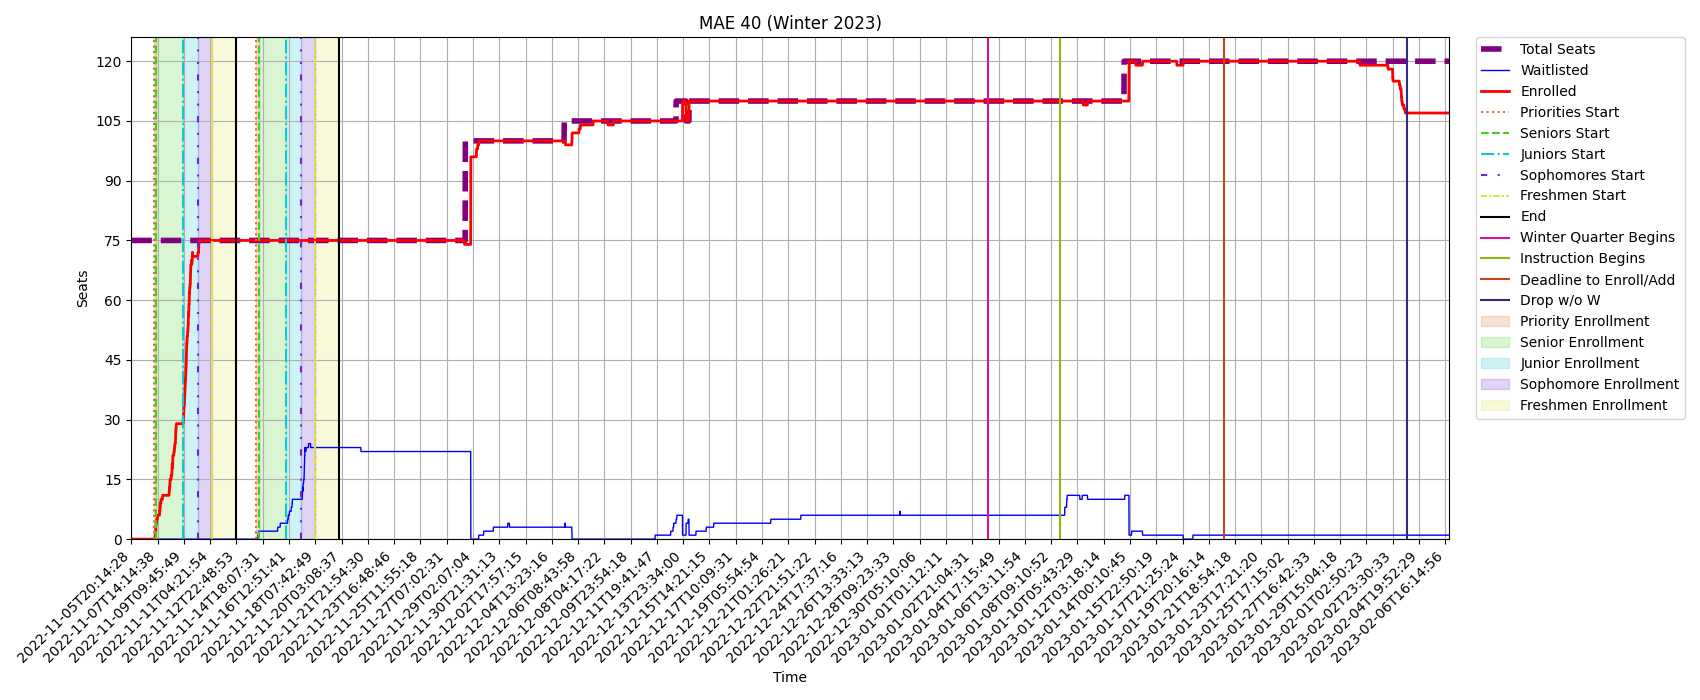 MAE 40 (Winter 2023)
120
105
90
75
60
45
30
15
0
Seats
2022-11-05T20:14:28
2022-11-07T14:14:38
2022-11-09T09:45:49
2022-11-11T04:21:54
2022-11-12T22:48:53
2022-11-14T18:07:31
2022-11-16T12:51:41
2022-11-18T07:42:49
2022-11-20T03:08:37
2022-11-21T21:54:30
2022-11-23T16:48:46
2022-11-25T11:55:18
2022-11-27T07:02:31
2022-11-29T02:07:04
2022-11-30T21:31:13
2022-12-02T17:57:15
2022-12-04T13:23:16
2022-12-06T08:43:58
2022-12-08T04:17:22
2022-12-09T23:54:18
2022-12-11T19:41:47
2022-12-13T23:34:00
2022-12-15T14:21:15
2022-12-17T10:09:31
2022-12-19T05:54:54
2022-12-21T01:26:21
2022-12-22T21:51:22
2022-12-24T17:37:16
2022-12-26T13:33:13
2022-12-28T09:23:33
2022-12-30T05:10:06
2023-01-01T01:12:11
2023-01-02T21:04:31
2023-01-04T17:15:49
2023-01-06T13:11:54
2023-01-08T09:10:52
2023-01-10T05:43:29
2023-01-12T03:18:14
2023-01-14T00:10:45
2023-01-15T22:50:19
2023-01-17T21:25:24
2023-01-19T20:16:14
2023-01-21T18:54:18
2023-01-23T17:21:20
2023-01-25T17:15:02
2023-01-27T16:42:33
2023-01-29T15:04:18
2023-02-01T02:50:23
2023-02-02T23:30:33
2023-02-04T19:52:29
2023-02-06T16:14:56
Time
Total Seats
Waitlisted
Enrolled
Priorities Start
Seniors Start
Juniors Start
Sophomores Start
Freshmen Start
End
Winter Quarter Begins
Instruction Begins
Deadline to Enroll/Add
Drop w/o W
Priority Enrollment
Senior Enrollment
Junior Enrollment
Sophomore Enrollment
Freshmen Enrollment